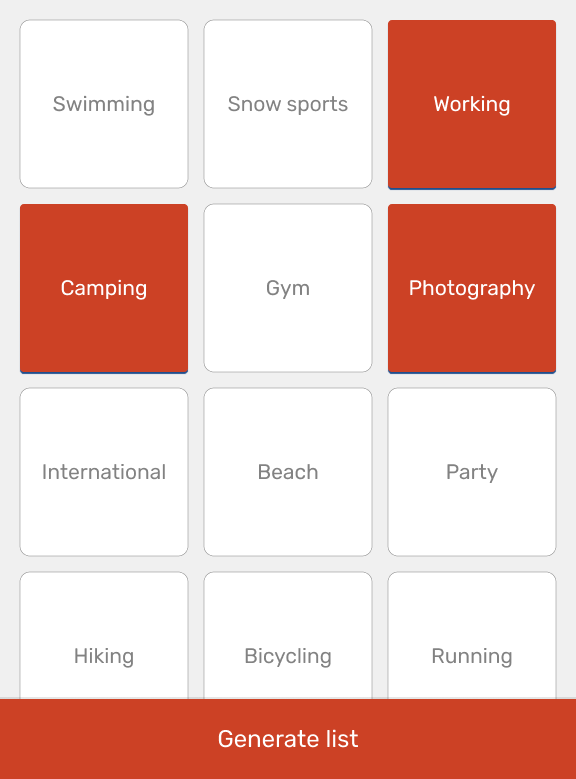 Swimming
Snow sports
Working
Camping
Gym
Photography
International
Beach
Party
Hiking
Bicycling
Running
Generate list